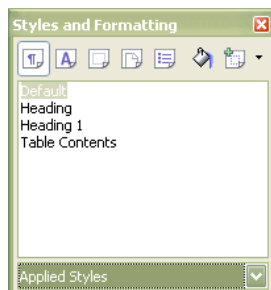 Styles and Formatting
Default
Heading
Heading 1
Table Contents
Applied Styles